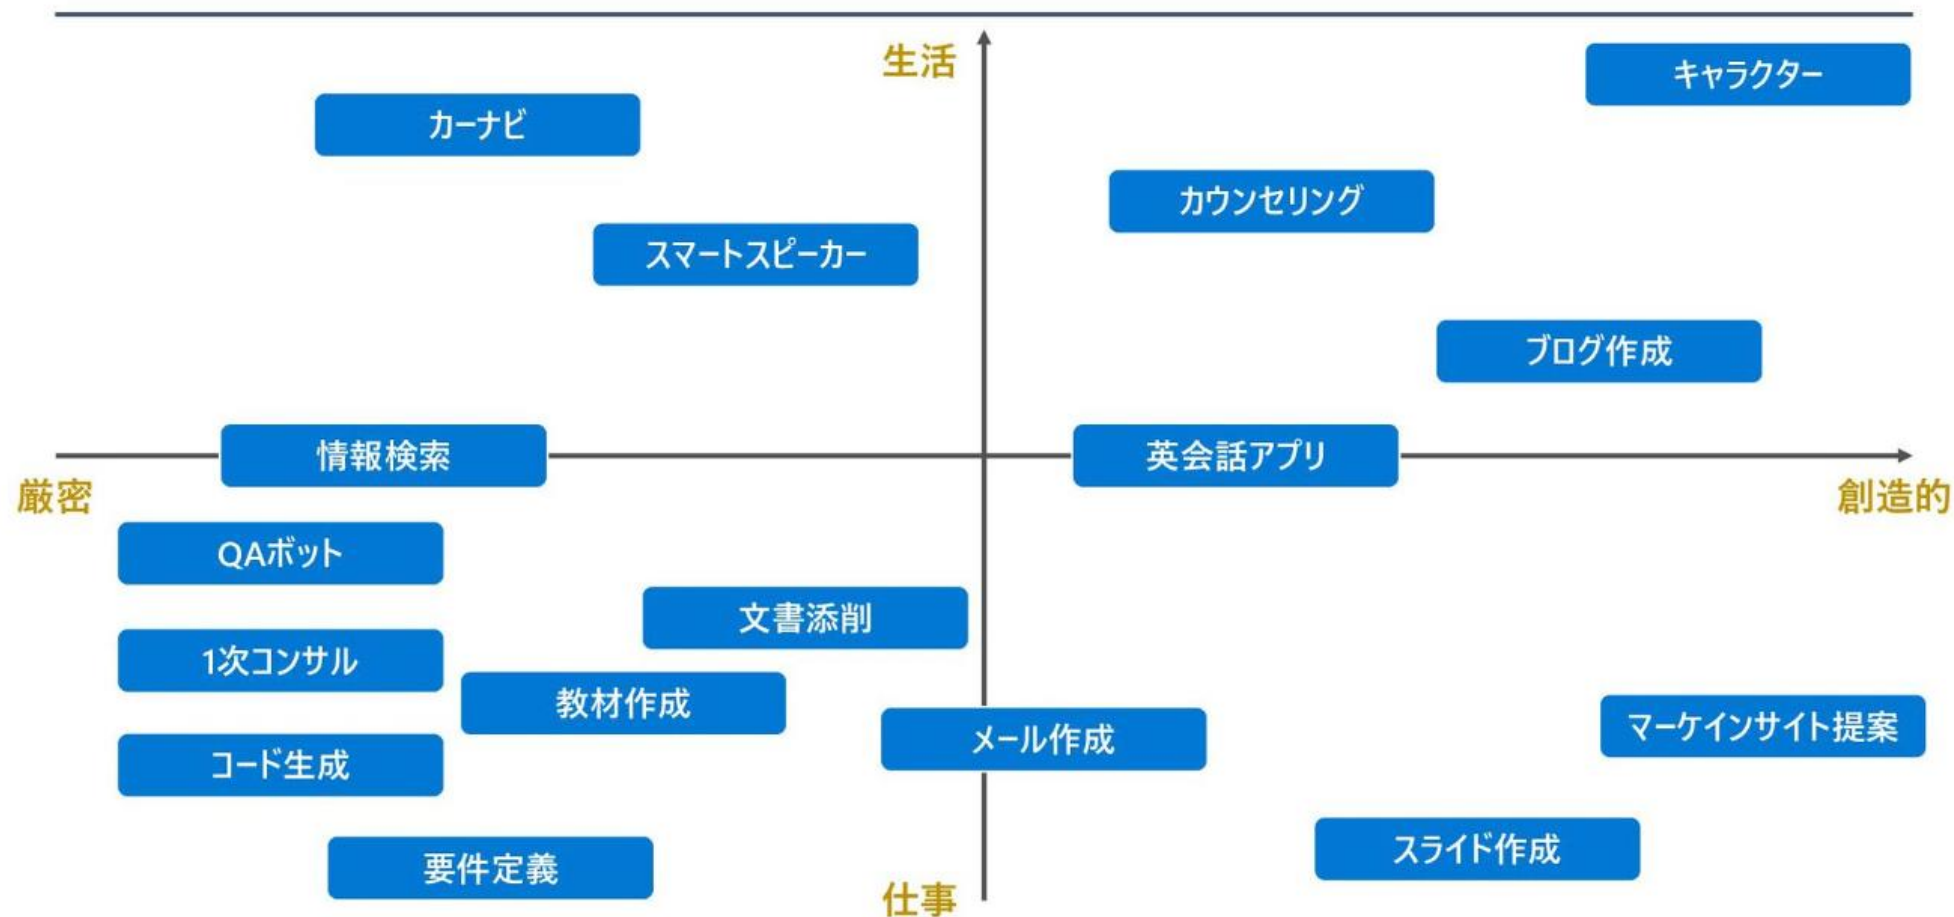 生活
キャラクター
カーナビ
カウンセリング
スマートスピーカー
ブログ作成
情報検索
英会話アプリ
厳密
創造的
QAボット
文書添削
1次コンサル
教材作成
メール作成
マーケインサイト提案
コード生成
スライド作成
要件定義
仕事